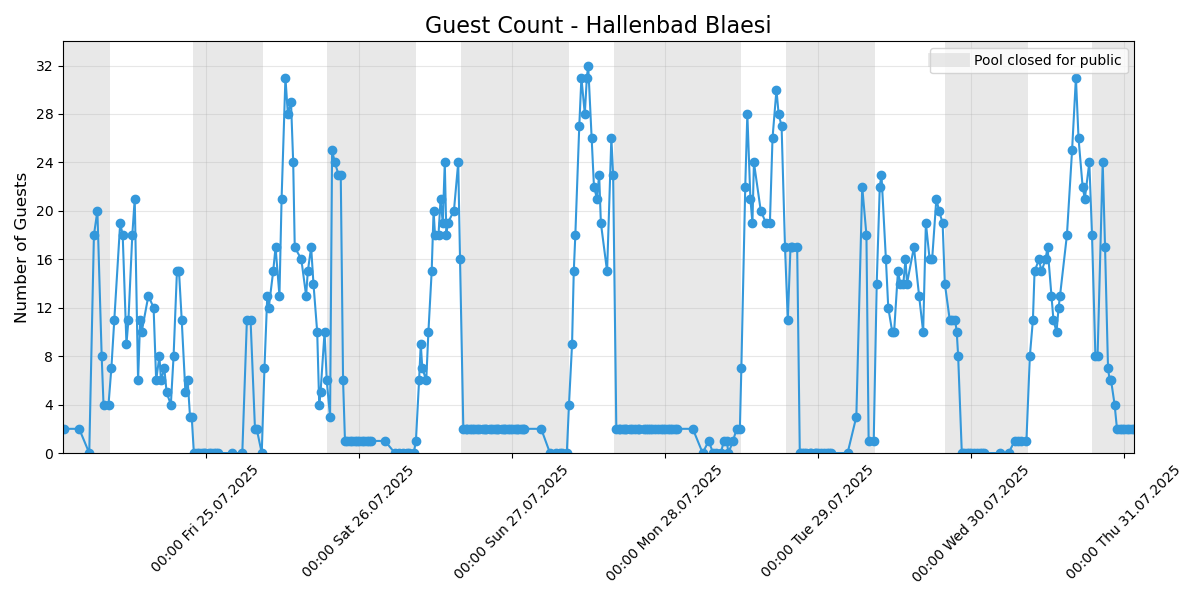 Guest Count - Hallenbad Blaesi
Pool closed for public
Number of Guests
32
28
24
20
16
12
8
4
0
00:00 Fri 25.07.2025
00:00 Sat 26.07.2025
00:00 Sun 27.07.2025
00:00 Mon 28.07.2025
00:00 Tue 29.07.2025
00:00 Wed 30.07.2025
00:00 Thu 31.07.2025